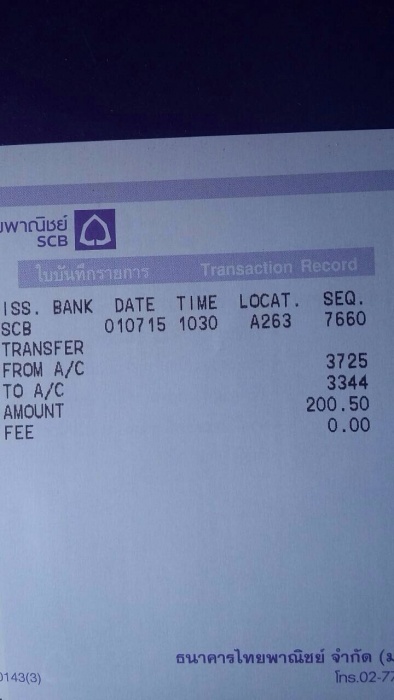 ยพาณิชย์
SCB
ใบบันทึกรายการ Transaction Record
ISS. BANK DATE TIME LOCAT. SEQ.
SCB 010715 1030 A263 7660
TRANSFER
FROM A/C 3725
TO A/C 3344
AMOUNT 200.50
FEE 0.00
ธนาคารไทยพาณิชย์ จำกัด (ม
0143(3) โทร.02-77